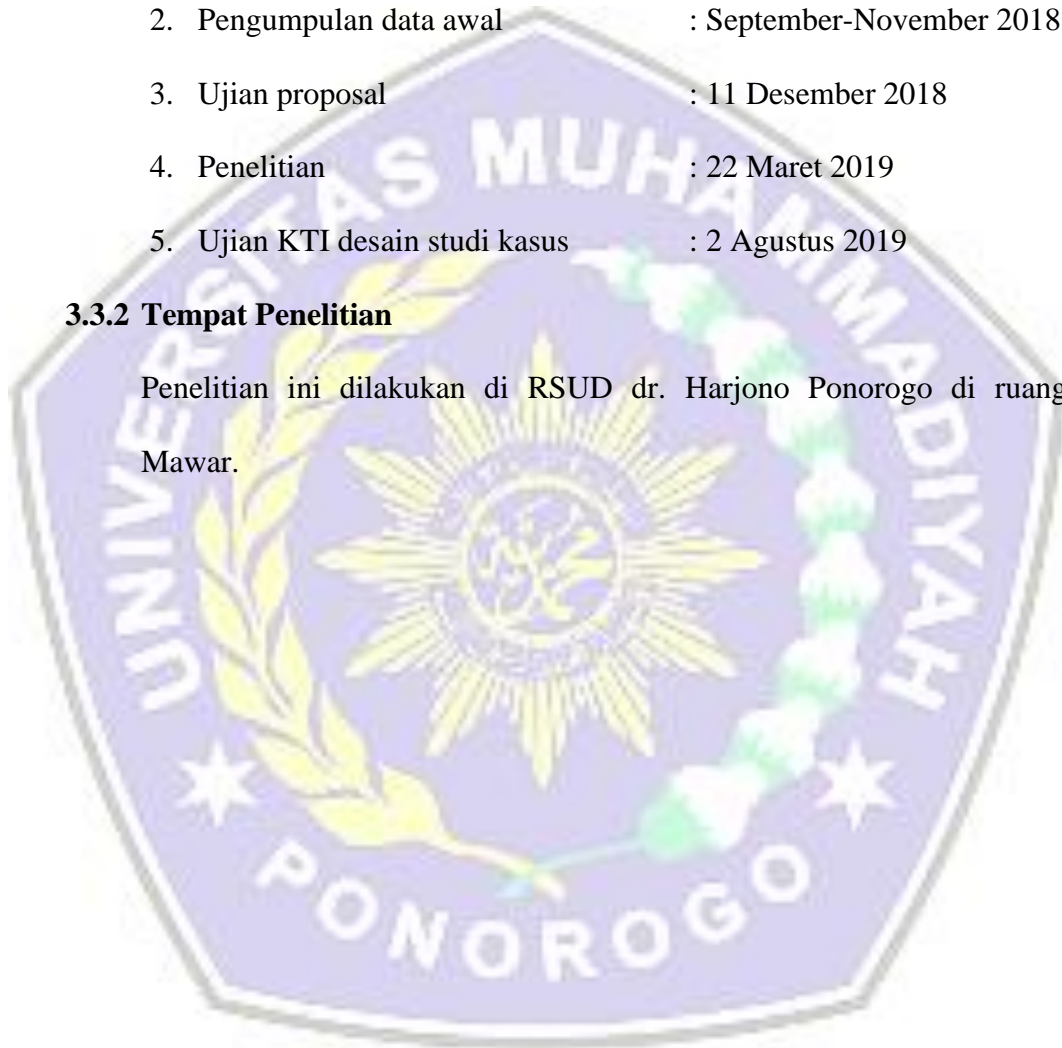 2. Pengumpulan data awal : September-November 2018
3. Ujian proposal : 11 Desember 2018
4. Penelitian : 22 Maret 2019
5. Ujian KTI desain studi kasus : 2 Agustus 2019
3.3.2 Tempat Penelitian
Penelitian ini dilakukan di RSUD dr. Harjono Ponorogo di ruang
Mawar.
UNIVERSITAS MUHAMMADIYAH
PONOROGO